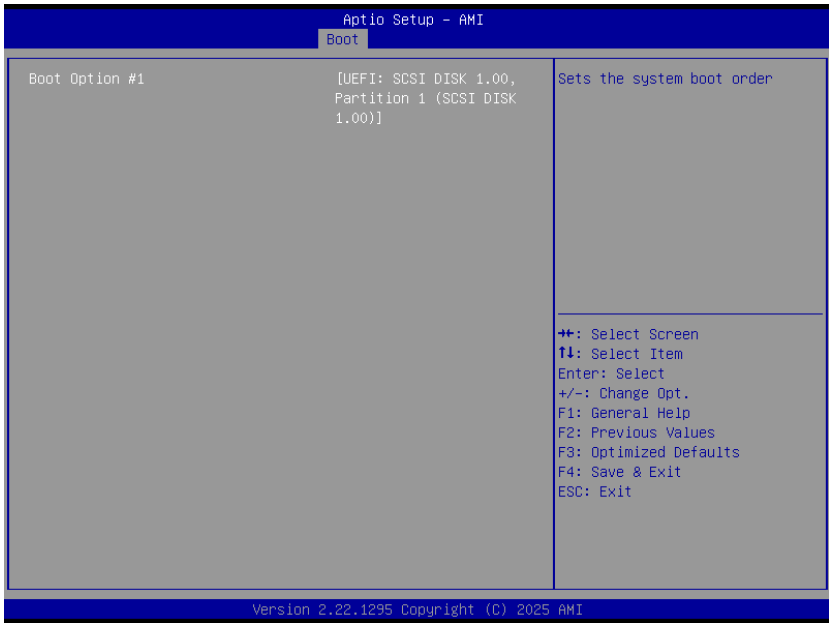 Aptio Setup – AMI
Boot
Boot Option #1 [UEFI: SCSI DISK 1.00,
Partition 1 (SCSI DISK
1.00)]
Sets the system boot order
→←: Select Screen
↑↓: Select Item
Enter: Select
+/-: Change Opt.
F1: General Help
F2: Previous Values
F3: Optimized Defaults
F4: Save & Exit
ESC: Exit
Version 2.22.1295 Copyright (C) 2025 AMI